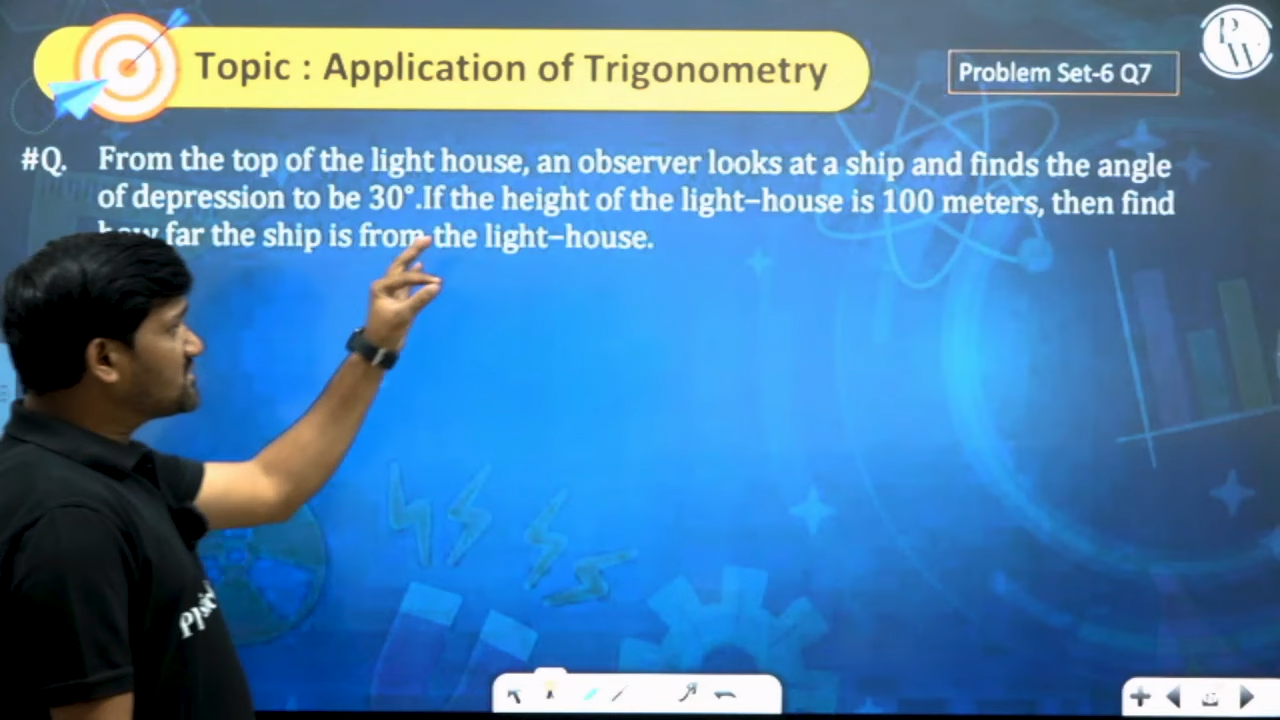 Topic : Application of Trigonometry
Problem Set-6 Q7
PW
#Q. From the top of the light house, an observer looks at a ship and finds the angle
of depression to be 30°.If the height of the light–house is 100 meters, then find
how far the ship is from the light–house.